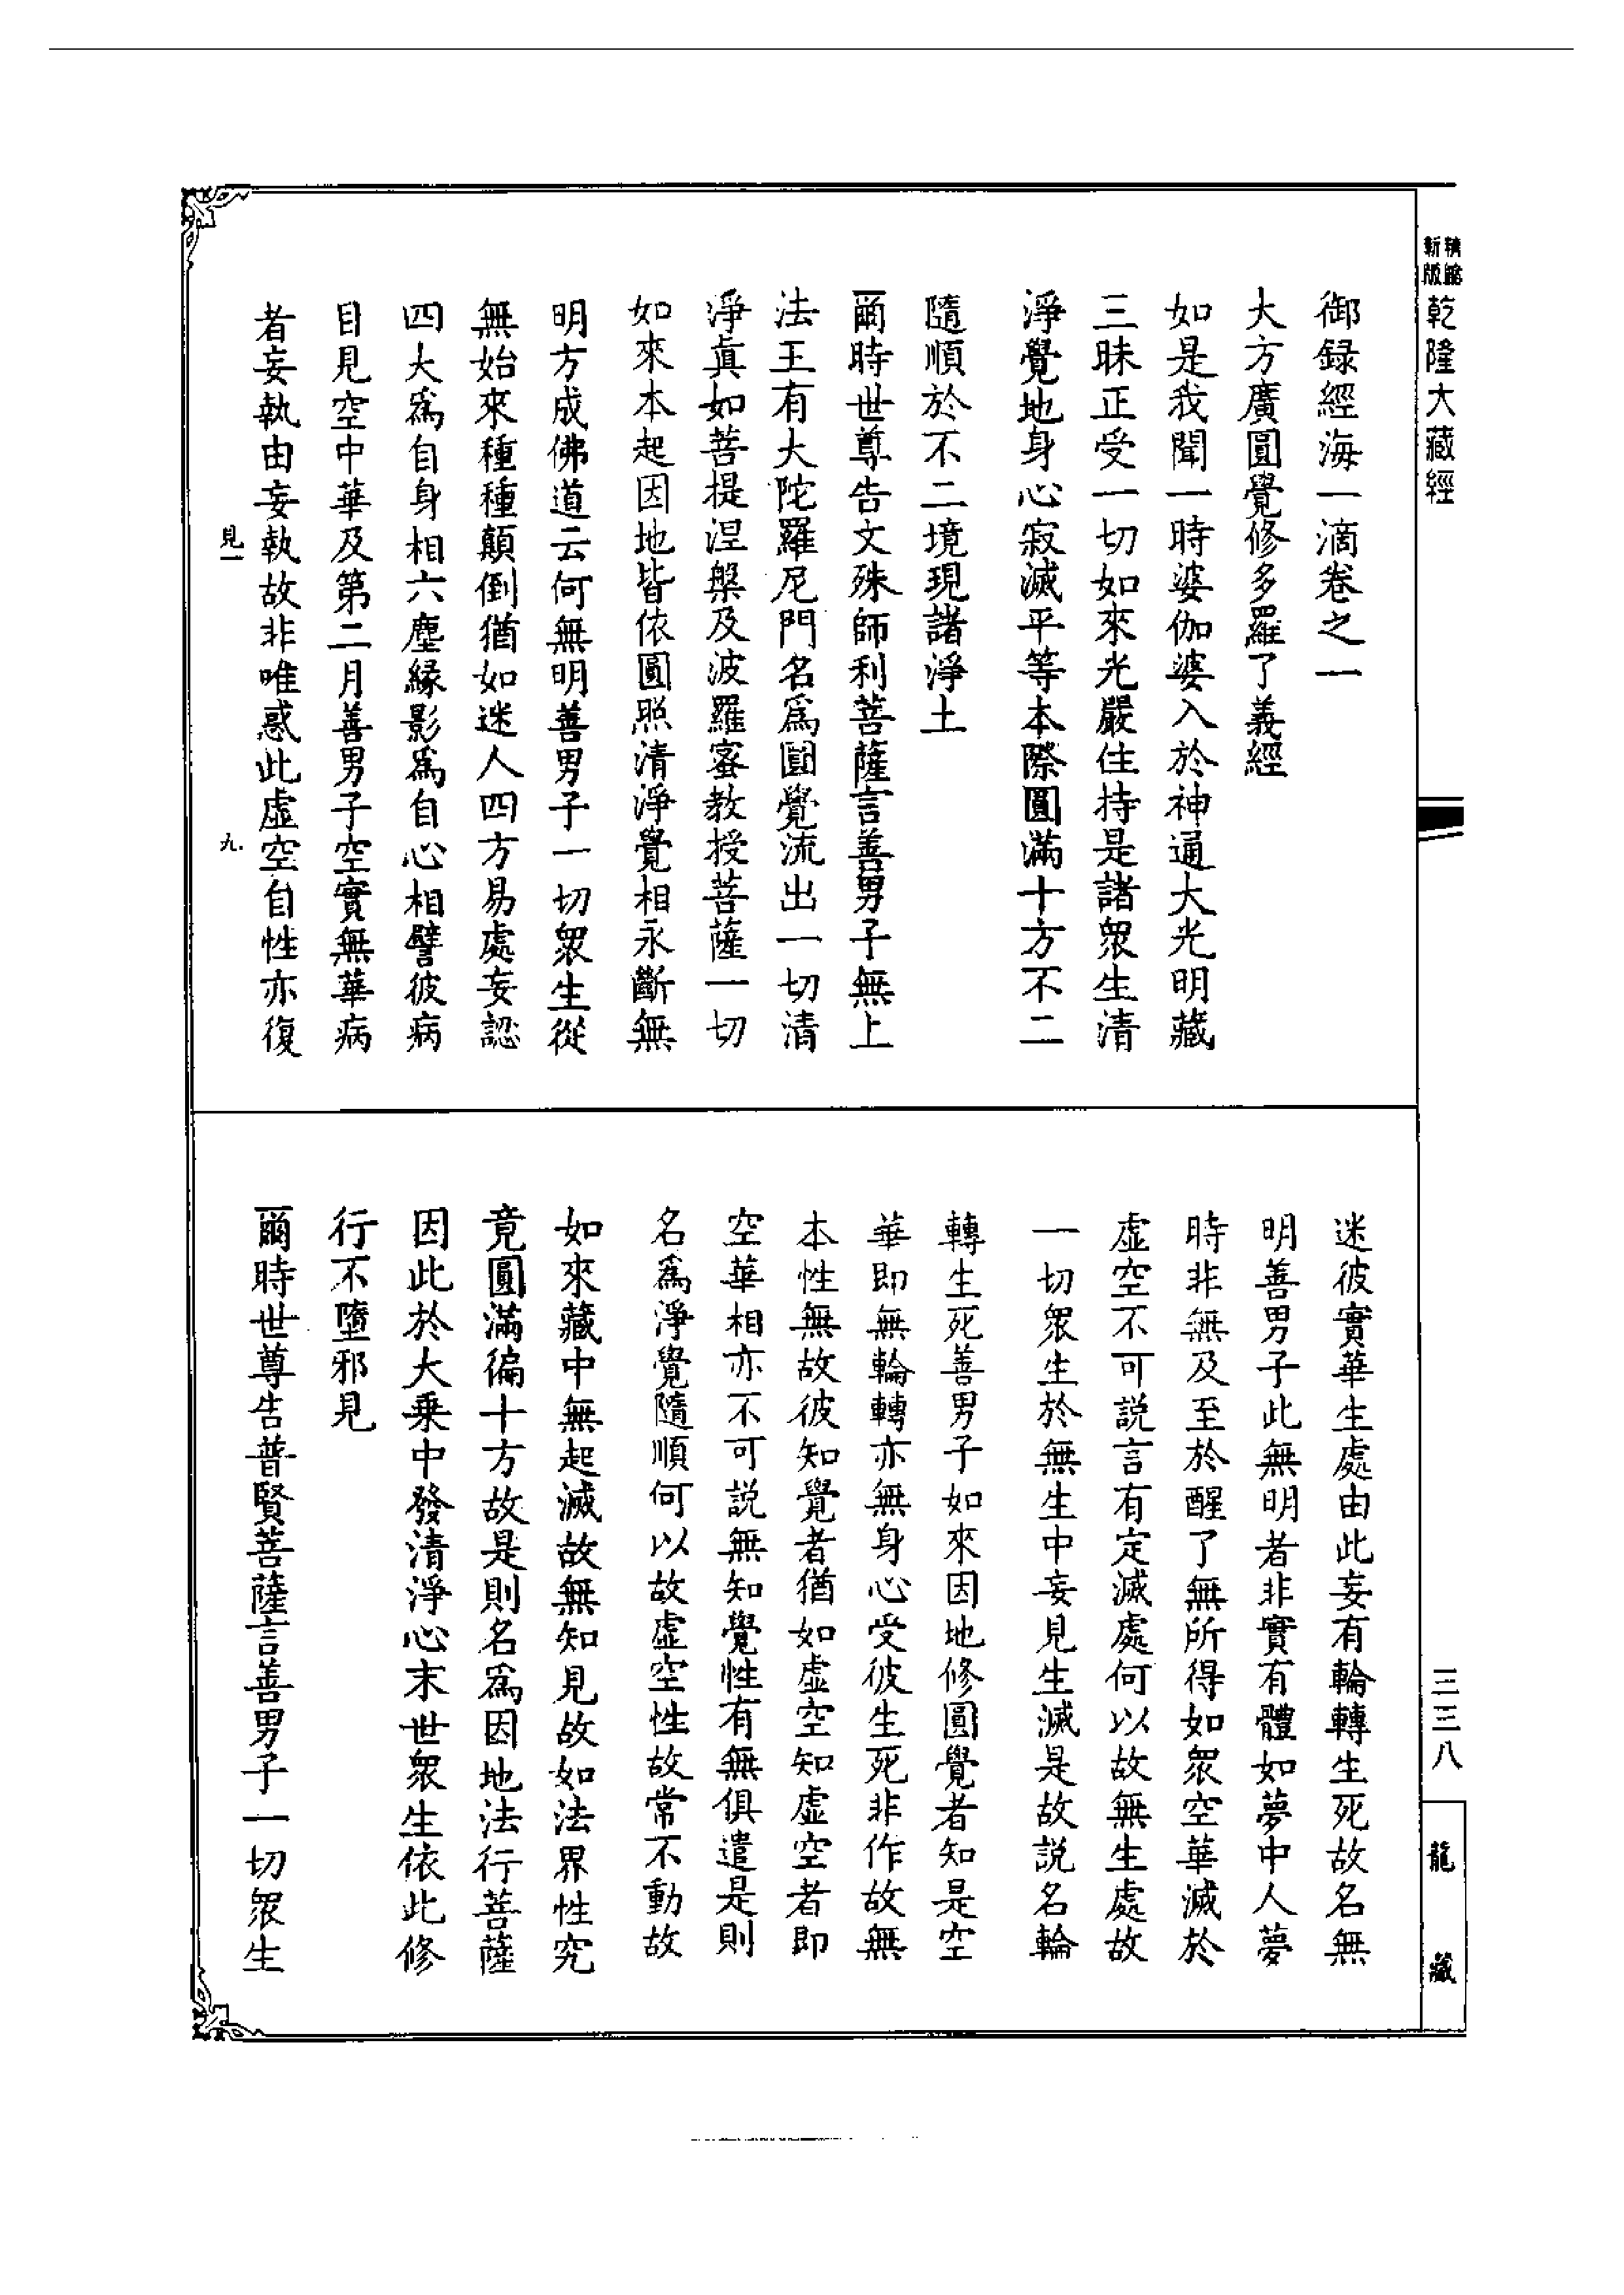 新版
精縮
乾隆大藏經
御録經海一滴卷之一
大方廣圓覺修多羅了義經
如是我聞一時婆伽婆入於神通大光明藏
三昧正受一切如來光嚴住持是諸衆生清
淨覺地身心寂滅平等本際圓滿十方不二
隨順於不二境現諸淨土
爾時世尊告文殊師利菩薩言善男子無上
法王有大陀羅尼門名爲圓覺流出一切清
淨眞如菩提涅槃及波羅蜜教授菩薩一切
如來本起因地皆依圓照清淨覺相永斷無
明方成佛道云何無明善男子一切衆生從
無始來種種顛倒猶如迷人四方易處妄認
四大爲自身相六塵緣影爲自心相譬彼病
目見空中華及第二月善男子空實無華病
者妄執由妄執故非唯惑此虛空自性亦復
見一
九
迷彼實華生處由此妄有輪轉生死故名無
明善男子此無明者非實有體如夢中人夢
時非無及至於醒了無所得如衆空華滅於
虛空不可説言有定滅處何以故無生處故
一切衆生於無生中妄見生滅是故説名輪
轉生死善男子如來因地修圓覺者知是空
華即無輪轉亦無身心受彼生死非作故無
本性無故彼知覺者猶如虛空知虛空者即
空華相亦不可説無知覺性有無俱遣是則
名爲淨覺隨順何以故虛空性故常不動故
如來藏中無起滅故無知見故如法界性究
竟圓滿徧十方故是則名爲因地法行菩薩
因此於大乗中發清淨心末世衆生依此修
行不墮邪見
爾時世尊告普賢菩薩言善男子一切衆生
三三八
龍藏